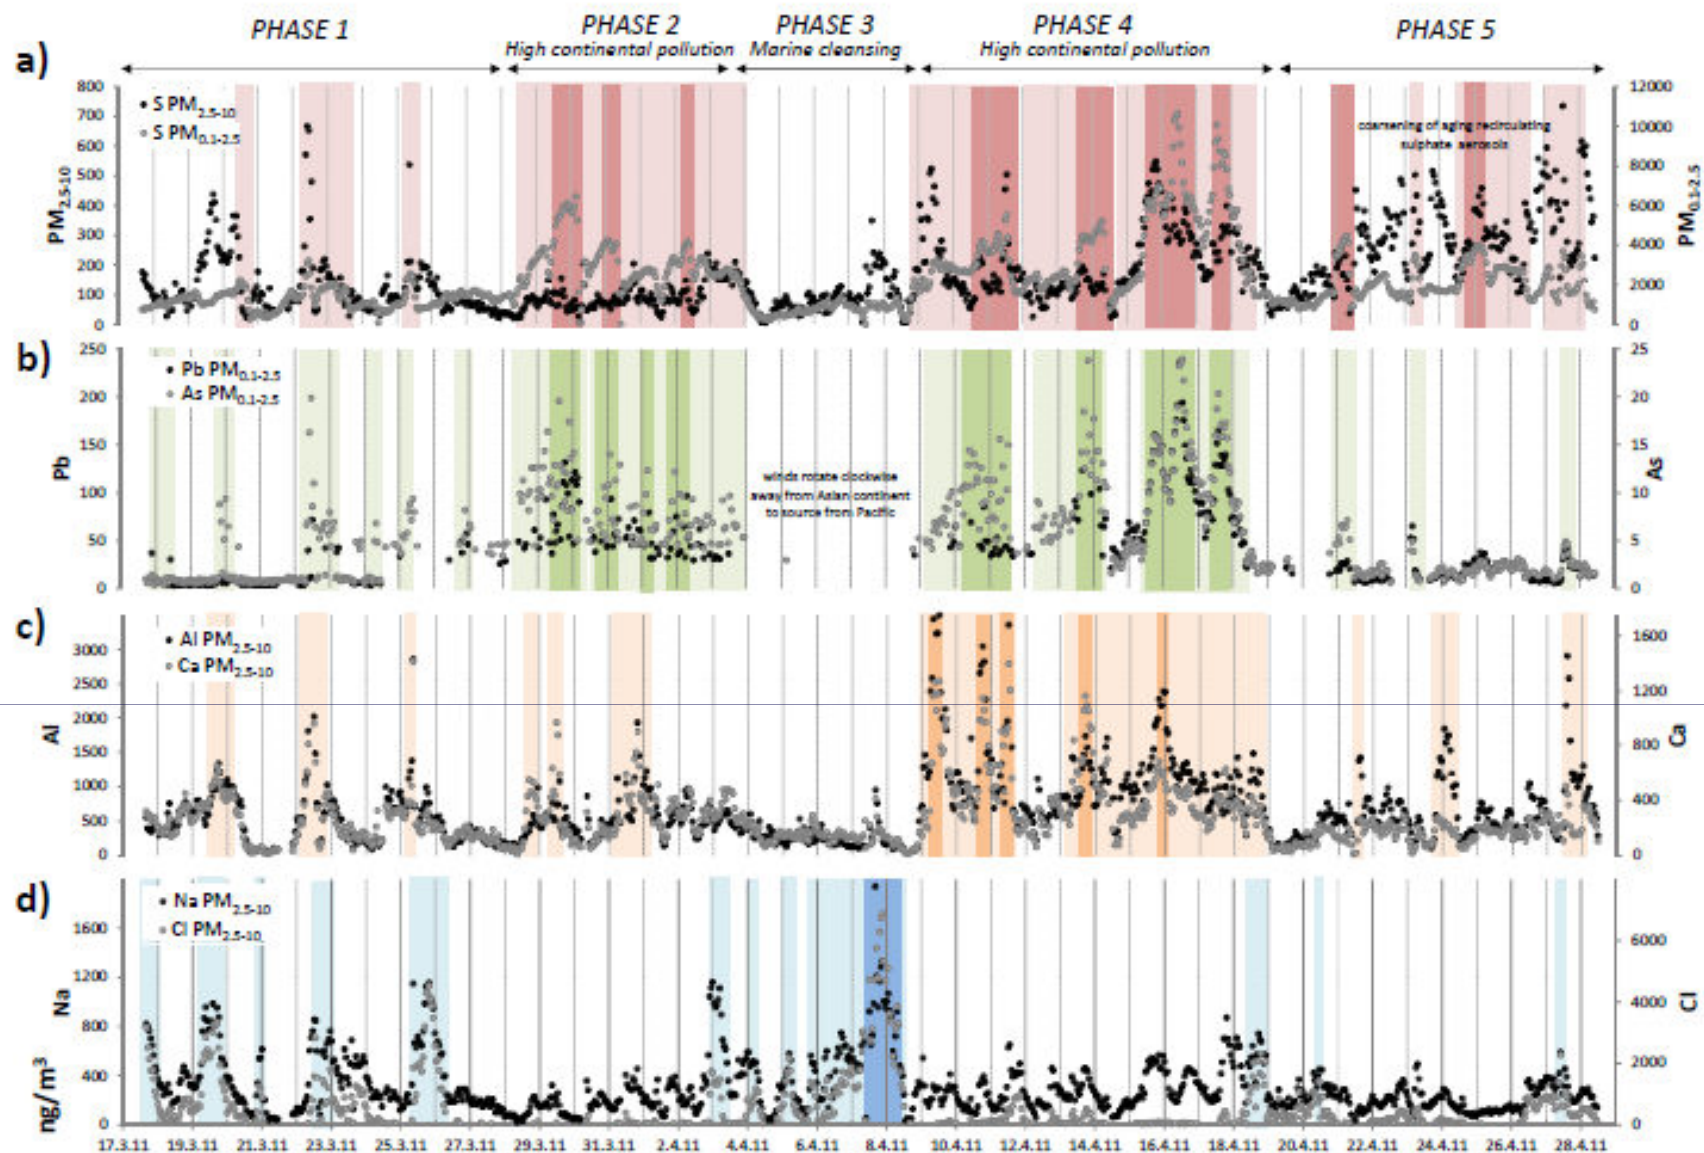 PHASE 1
PHASE 2
High continental pollution
PHASE 3
Marine cleansing
PHASE 4
High continental pollution
PHASE 5
a)
800
700
600
500
400
300
200
100
0
PM2.5-10
S PM2.5-10
S PM0.1-2.5
coarsening of aging recirculating
sulphate aerosols
12000
10000
8000
6000
4000
2000
0
PM0.1-2.5
b)
250
200
150
100
50
0
Pb
Pb PM0.1-2.5
As PM0.1-2.5
winds rotate clockwise
away from Asian continent
to source from Pacific
25
20
15
10
5
0
As
c)
3000
2500
2000
1500
1000
500
0
Al
Al PM2.5-10
Ca PM2.5-10
1600
1200
800
400
0
Ca
d)
1600
1200
800
400
0
Na
ng/m3
Na PM2.5-10
Cl PM2.5-10
6000
4000
2000
0
Cl
17.3.11 19.3.11 21.3.11 23.3.11 25.3.11 27.3.11 29.3.11 31.3.11 2.4.11 4.4.11 6.4.11 8.4.11 10.4.11 12.4.11 14.4.11 16.4.11 18.4.11 20.4.11 22.4.11 24.4.11 26.4.11 28.4.11